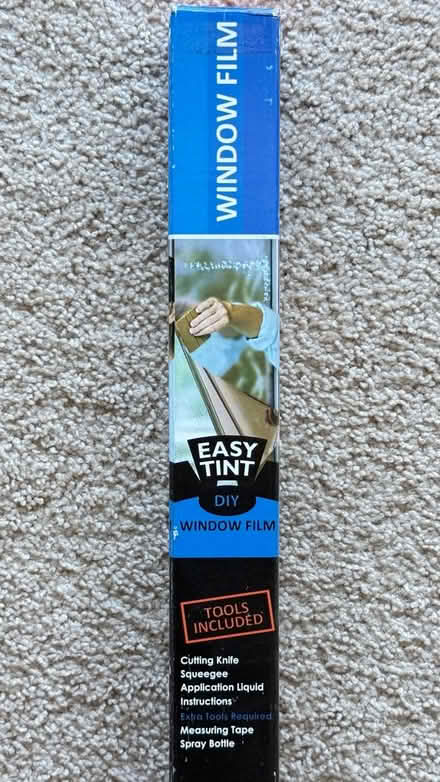 WINDOW FILM
EASY
TINT
DIY
WINDOW FILM
TOOLS
INCLUDED
Cutting Knife
Squeegee
Application Liquid
Instructions
Extra Tools Required
Measuring Tape
Spray Bottle